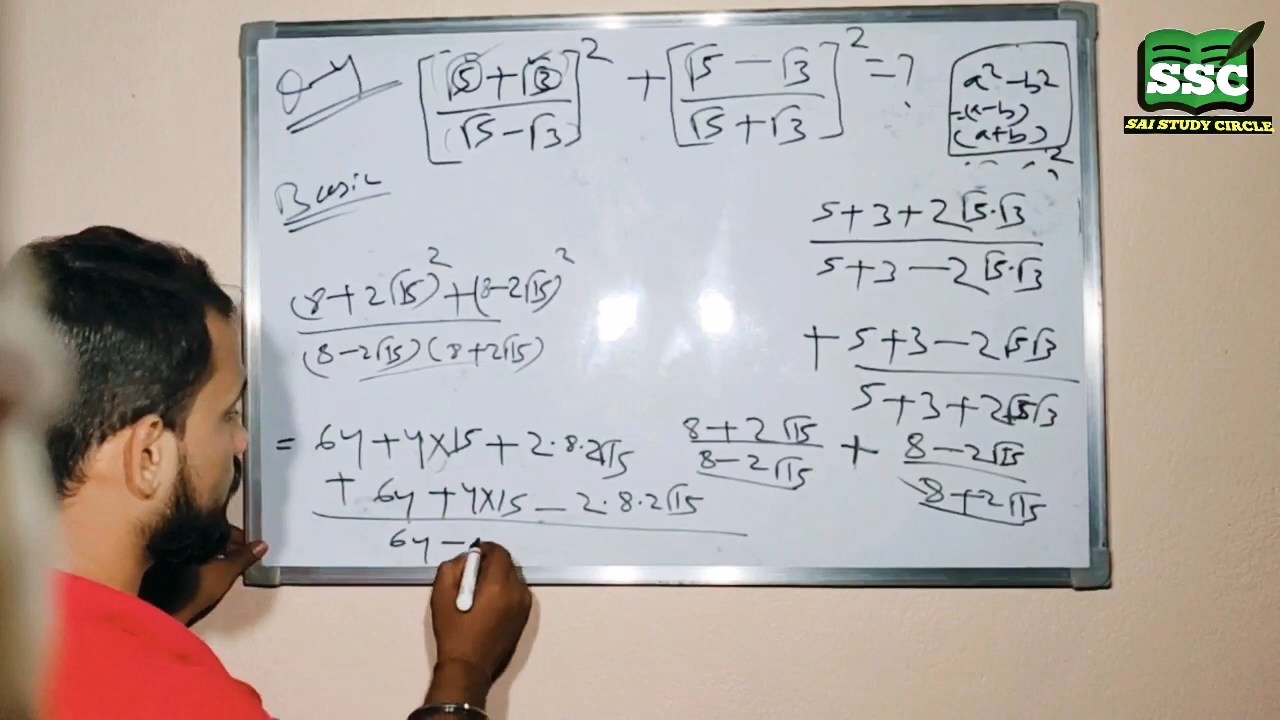 Qny [(√5+√3)/(√5-√3)]² + [(√5-√3)/(√5+√3)]² = ?
a²-b²
=(a-b)
(a+b)
SSC
SAI STUDY CIRCLE
Basic
5+3+2√5·√3
5+3-2√5·√3
+ 5+3-2√5√3
5+3+2√5√3
8+2√15 + 8-2√15
8-2√15 8+2√15
(8+2√15)²+(8-2√15)²
(8-2√15)(8+2√15)
= 64+4×15+2·8·2√15
+ 64+4×15-2·8·2√15
64-